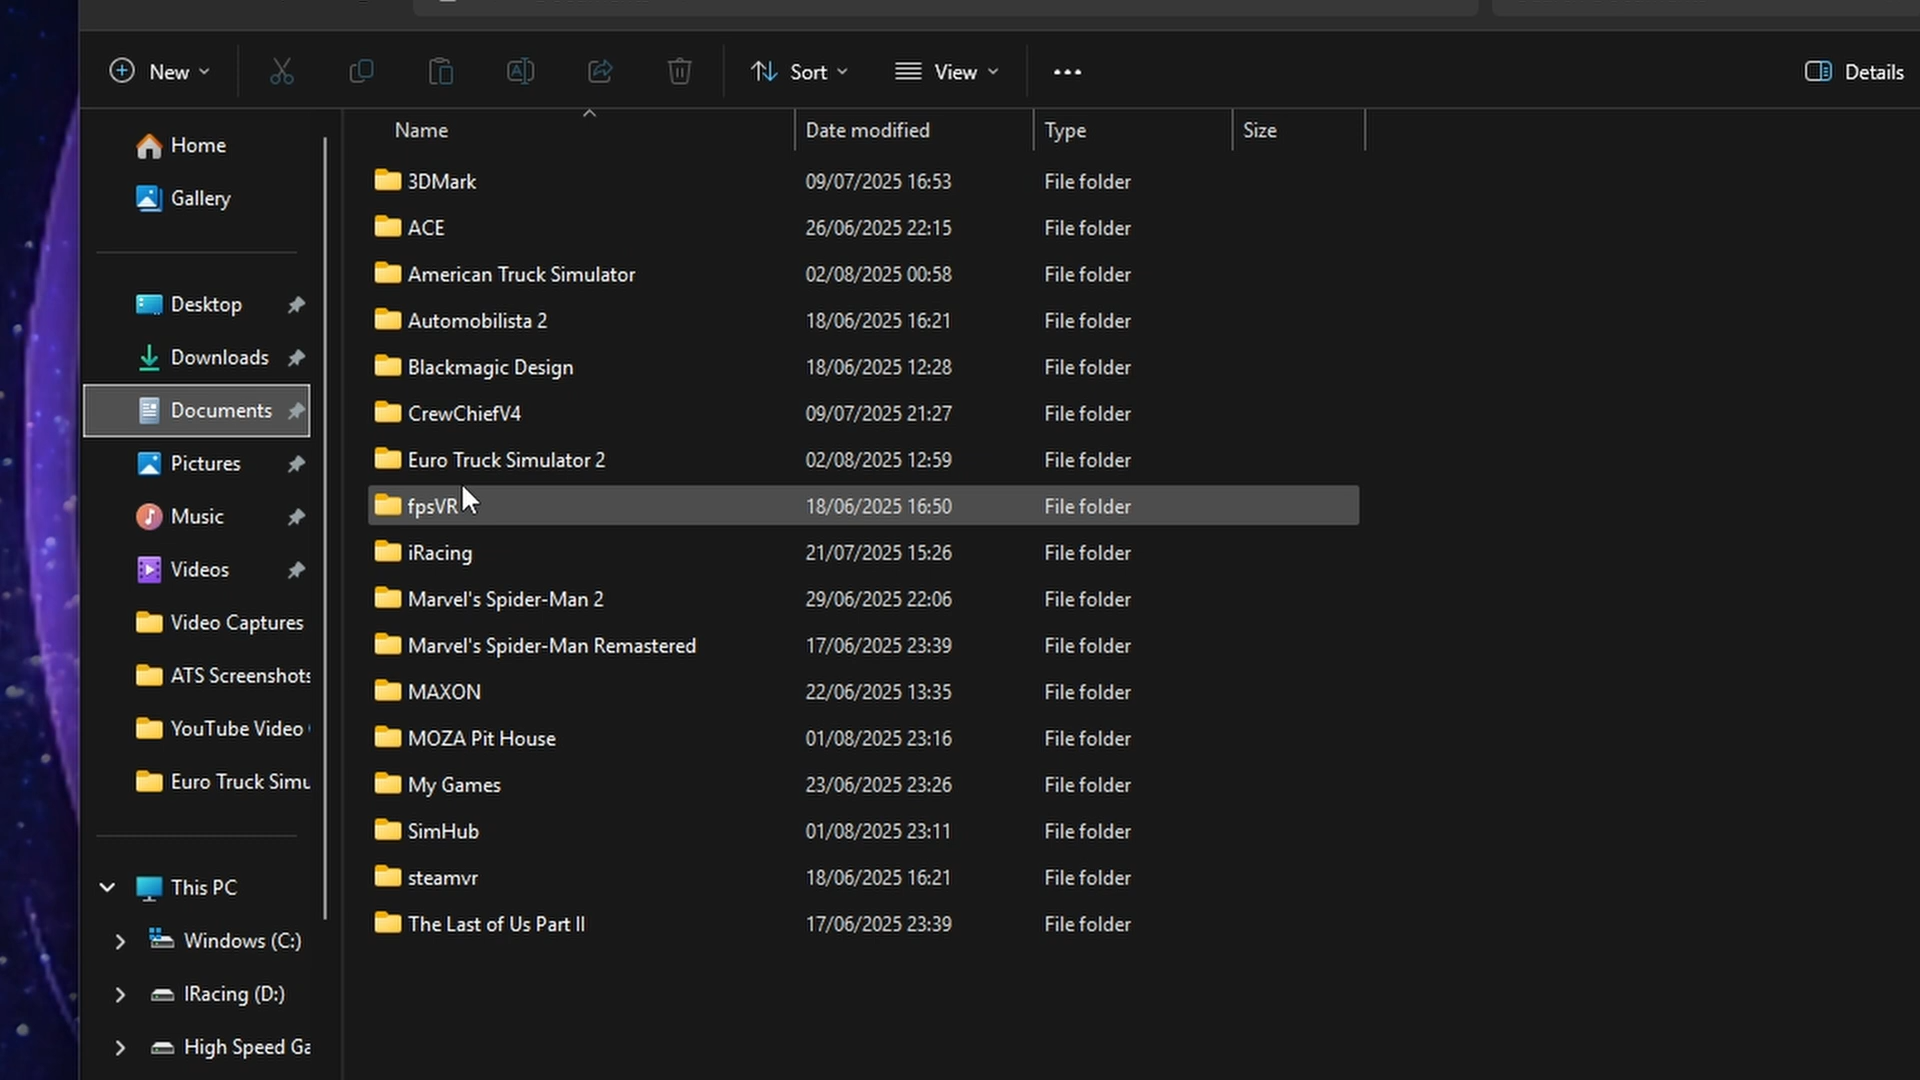 New
Sort
View
Details
Name Date modified Type Size
Home
Gallery
Desktop
Downloads
Documents
Pictures
Music
Videos
Video Captures
ATS Screenshots
YouTube Video
Euro Truck Simu
This PC
Windows (C:)
IRacing (D:)
High Speed Ga
3DMark 09/07/2025 16:53 File folder
ACE 26/06/2025 22:15 File folder
American Truck Simulator 02/08/2025 00:58 File folder
Automobilista 2 18/06/2025 16:21 File folder
Blackmagic Design 18/06/2025 12:28 File folder
CrewChiefV4 09/07/2025 21:27 File folder
Euro Truck Simulator 2 02/08/2025 12:59 File folder
fpsVR 18/06/2025 16:50 File folder
iRacing 21/07/2025 15:26 File folder
Marvel's Spider-Man 2 29/06/2025 22:06 File folder
Marvel's Spider-Man Remastered 17/06/2025 23:39 File folder
MAXON 22/06/2025 13:35 File folder
MOZA Pit House 01/08/2025 23:16 File folder
My Games 23/06/2025 23:26 File folder
SimHub 01/08/2025 23:11 File folder
steamvr 18/06/2025 16:21 File folder
The Last of Us Part II 17/06/2025 23:39 File folder